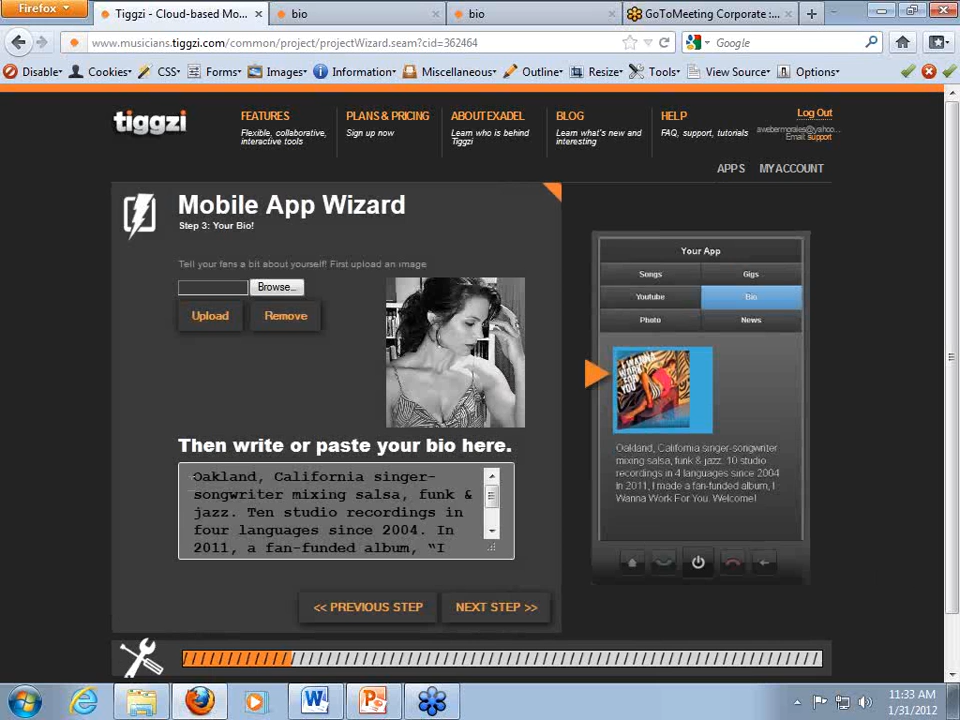 Firefox
Tiggzi - Cloud-based Mo...
bio
bio
GoToMeeting Corporate :...
www.musicians.tiggzi.com/common/project/projectWizard.seam?cid=362464
Google
Disable
Cookies
CSS
Forms
Images
Information
Miscellaneous
Outline
Resize
Tools
View Source
Options
tiggzi
FEATURES
Flexible, collaborative,
interactive tools
PLANS & PRICING
Sign up now
ABOUT EXADEL
Learn who is behind
Tiggzi
BLOG
Learn what's new and
interesting
HELP
FAQ, support, tutorials
Log Out
awebermorales@yahoo...
Email support
APPS
MY ACCOUNT
Mobile App Wizard
Step 3: Your Bio!
Tell your fans a bit about yourself! First upload an image
Browse...
Upload
Remove
Then write or paste your bio here.
Oakland, California singer-
songwriter mixing salsa, funk &
jazz. Ten studio recordings in
four languages since 2004. In
2011, a fan-funded album, “I
<< PREVIOUS STEP
NEXT STEP >>
Your App
Songs
Gigs
Youtube
Bio
Photo
News
I WANNA
WORK
FOR
YOU
Oakland, California singer-songwriter
mixing salsa, funk & jazz. 10 studio
recordings in 4 languages since 2004
In 2011, I made a fan-funded album, I
Wanna Work For You. Welcome!
11:33 AM
1/31/2012